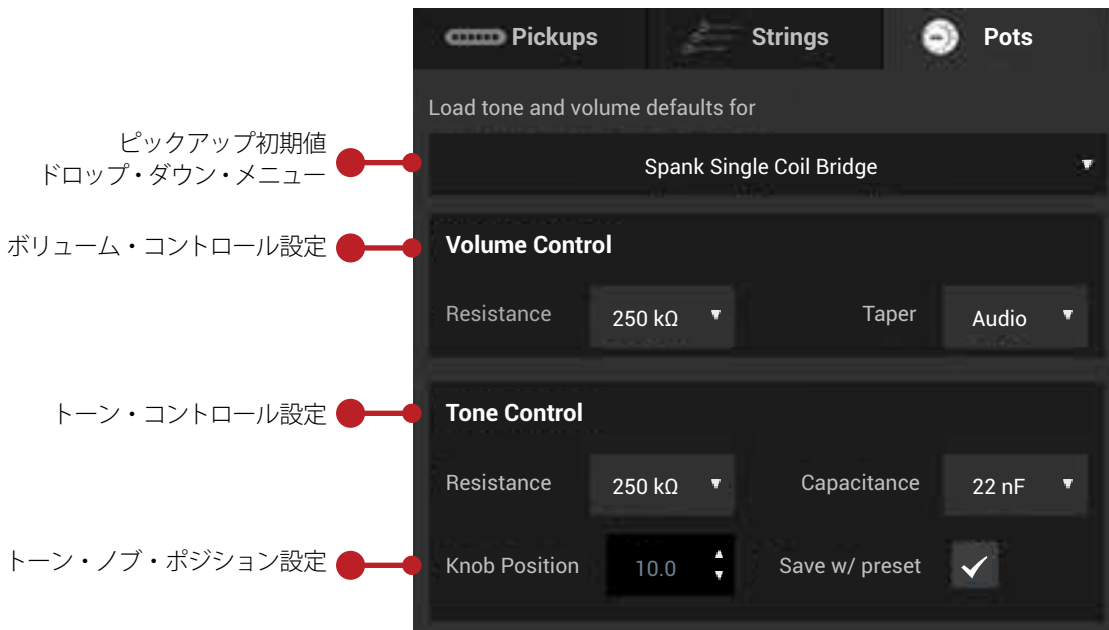 Pickups
Strings
Pots
Load tone and volume defaults for
ピックアップ初期値
ドロップ・ダウン・メニュー
Spank Single Coil Bridge
ボリューム・コントロール設定
Volume Control
Resistance
250 kΩ
Taper
Audio
トーン・コントロール設定
Tone Control
Resistance
250 kΩ
Capacitance
22 nF
トーン・ノブ・ポジション設定
Knob Position
10.0
Save w/ preset